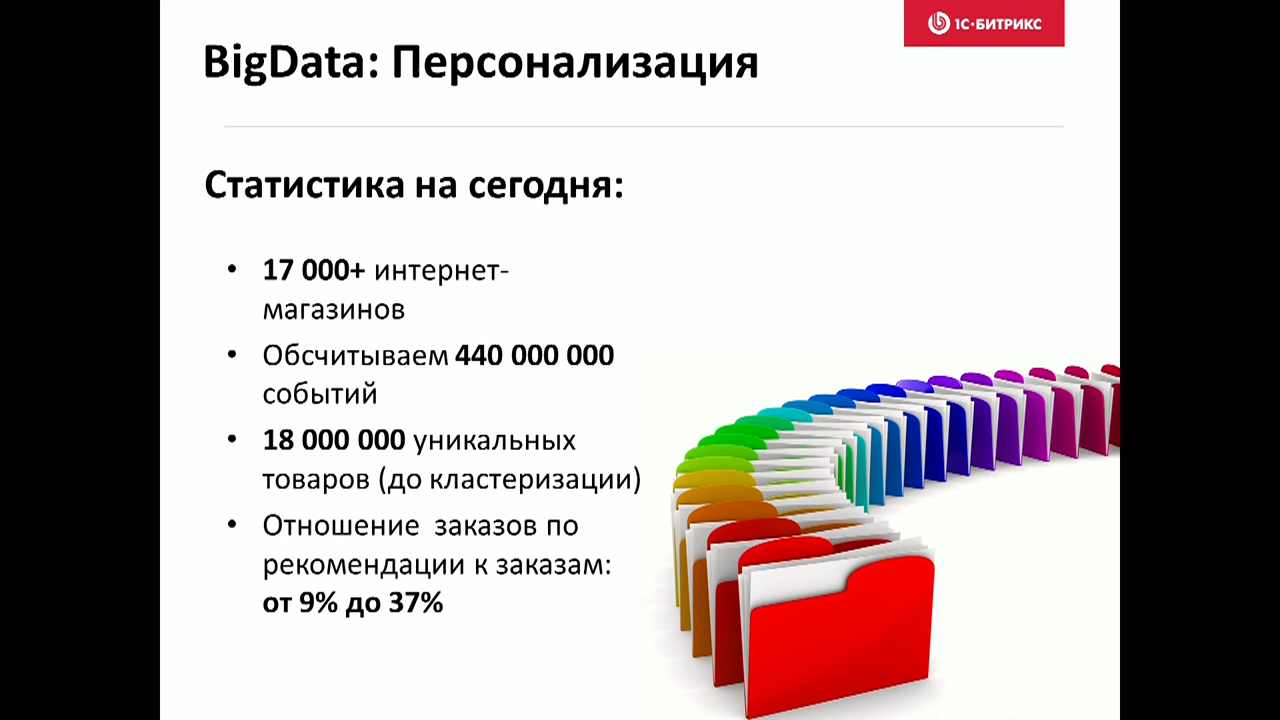 1С-БИТРИКС
BigData: Персонализация
Статистика на сегодня:
• 17 000+ интернет-
магазинов
• Обсчитываем 440 000 000
событий
• 18 000 000 уникальных
товаров (до кластеризации)
• Отношение заказов по
рекомендации к заказам:
от 9% до 37%